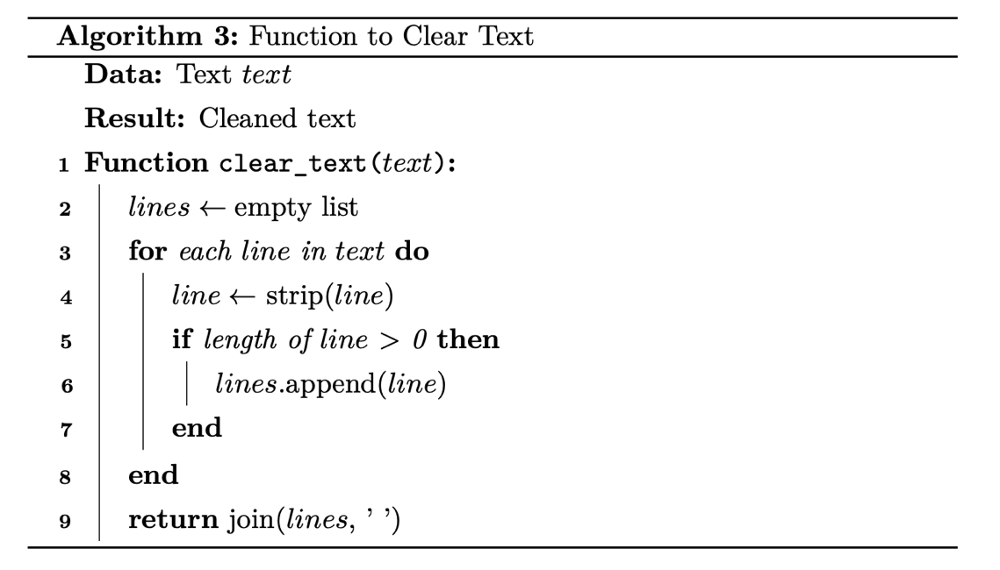 Algorithm 3: Function to Clear Text
Data: Text text
Result: Cleaned text
1 Function clear_text(text):
2 lines ← empty list
3 for each line in text do
4 line ← strip(line)
5 if length of line > 0 then
6 lines.append(line)
7 end
8 end
9 return join(lines, ’ ’)